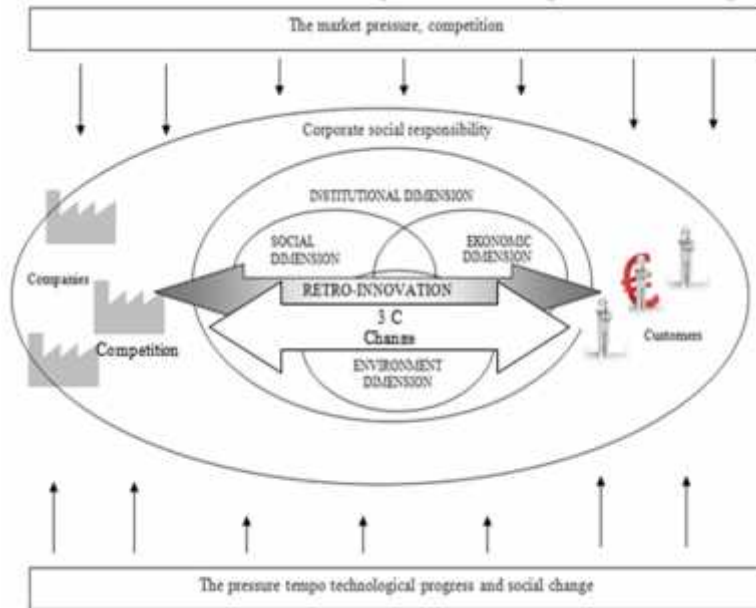 The market pressure, competition
Corporate social responsibility
INSTITUTIONAL DIMENSION
SOCIAL
DIMENSION
EKONOMIC
DIMENSION
Companies
RETRO-INNOVATION
3 C
Change
Competition
Customers
ENVIRONMENT
DIMENSION
The pressure tempo technological progress and social change